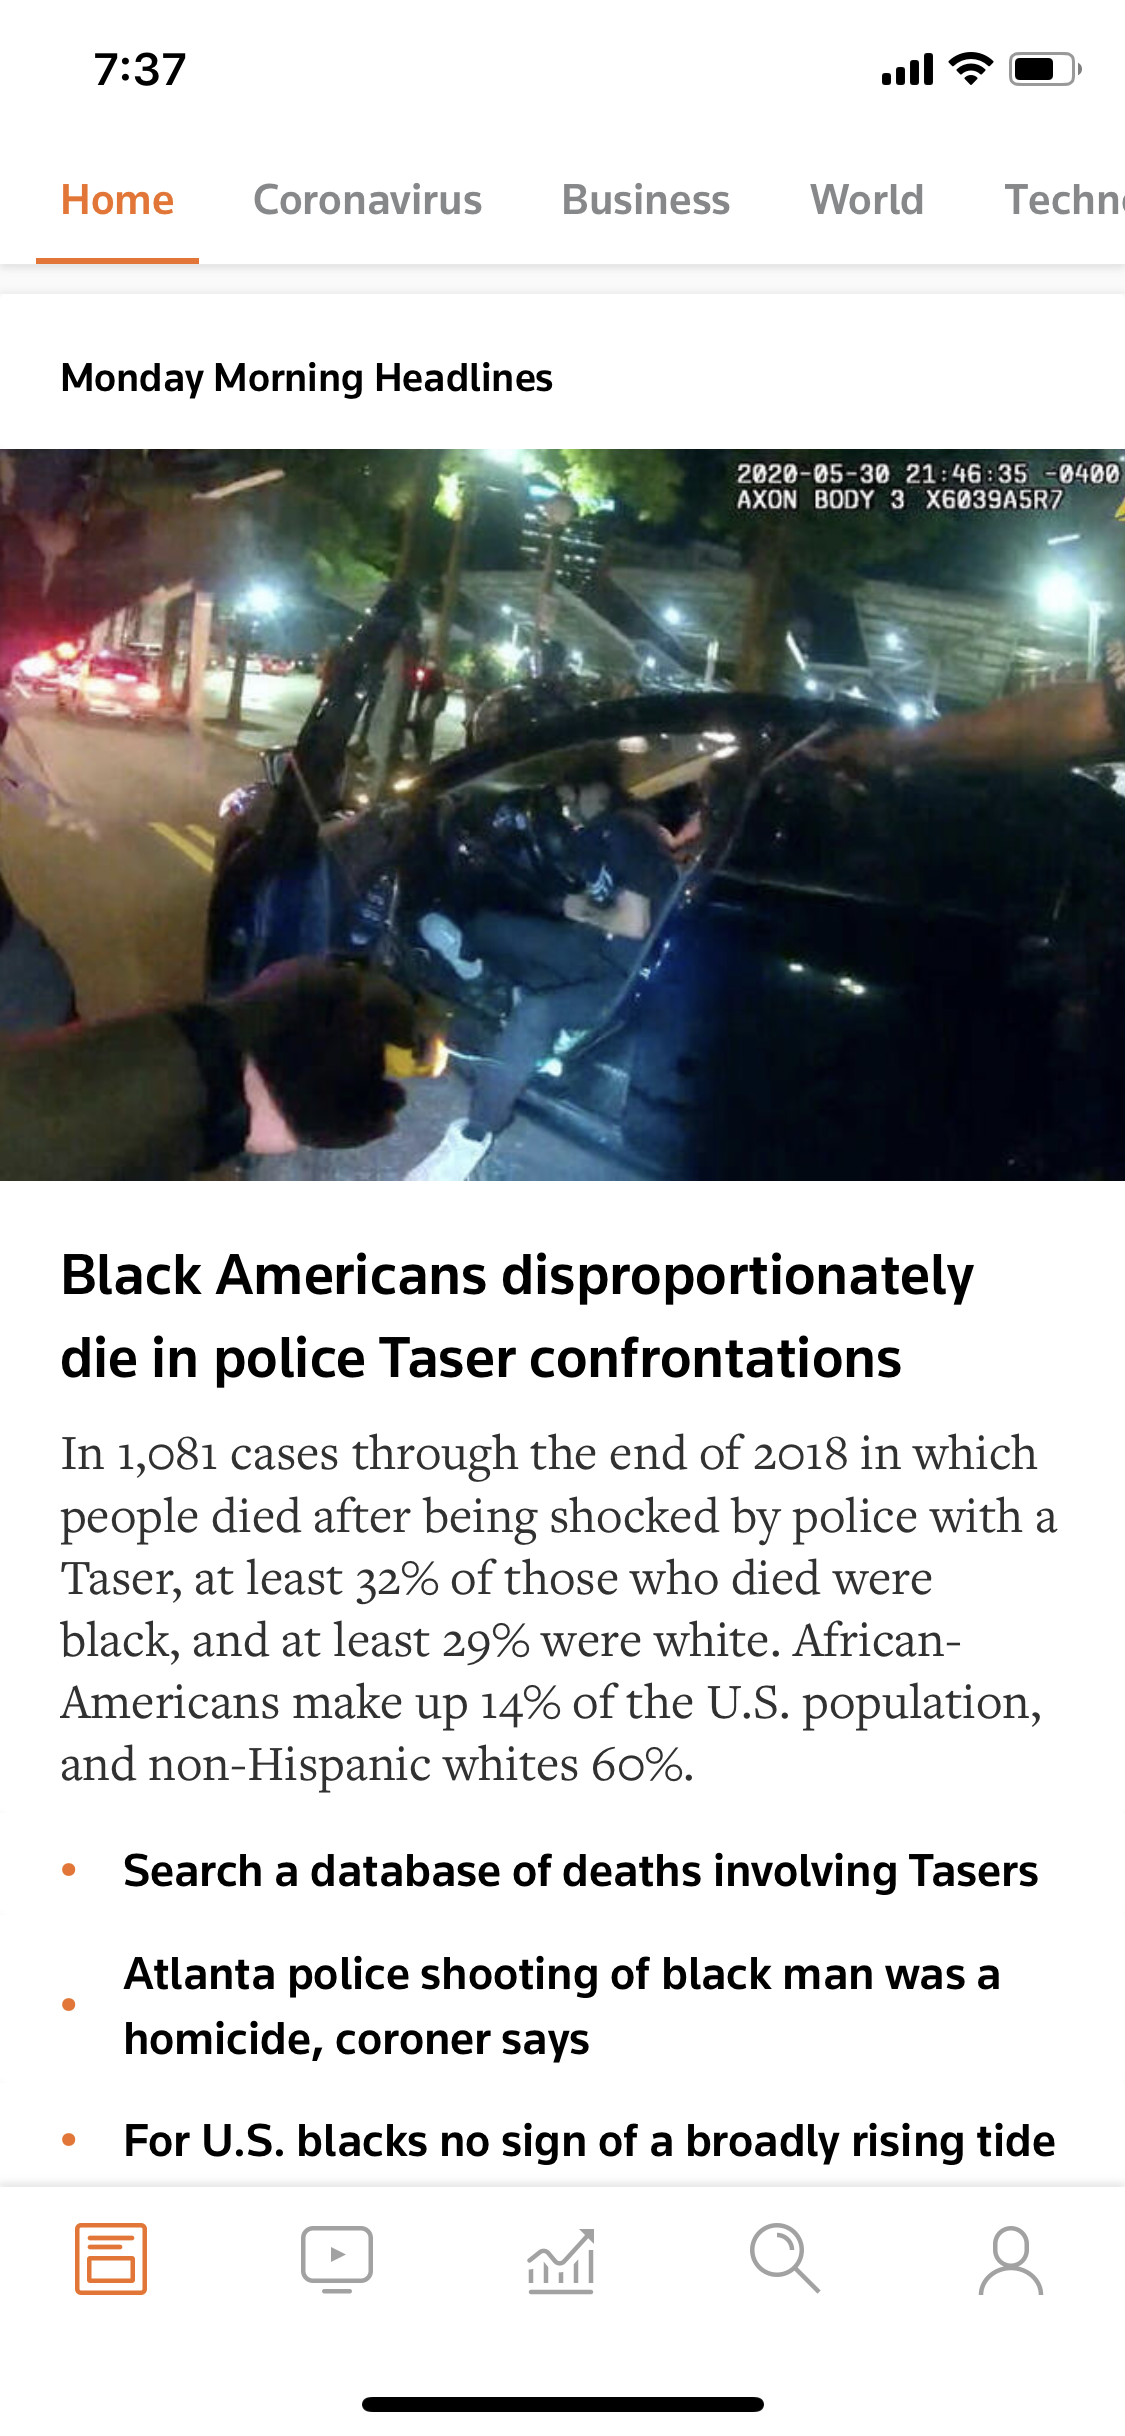 7:37
Home Coronavirus Business World Techn
Monday Morning Headlines
2020-05-30 21:46:35 -0400
AXON BODY 3 X6039A5R7
Black Americans disproportionately
die in police Taser confrontations
In 1,081 cases through the end of 2018 in which
people died after being shocked by police with a
Taser, at least 32% of those who died were
black, and at least 29% were white. African-
Americans make up 14% of the U.S. population,
and non-Hispanic whites 60%.
• Search a database of deaths involving Tasers
• Atlanta police shooting of black man was a
homicide, coroner says
• For U.S. blacks no sign of a broadly rising tide